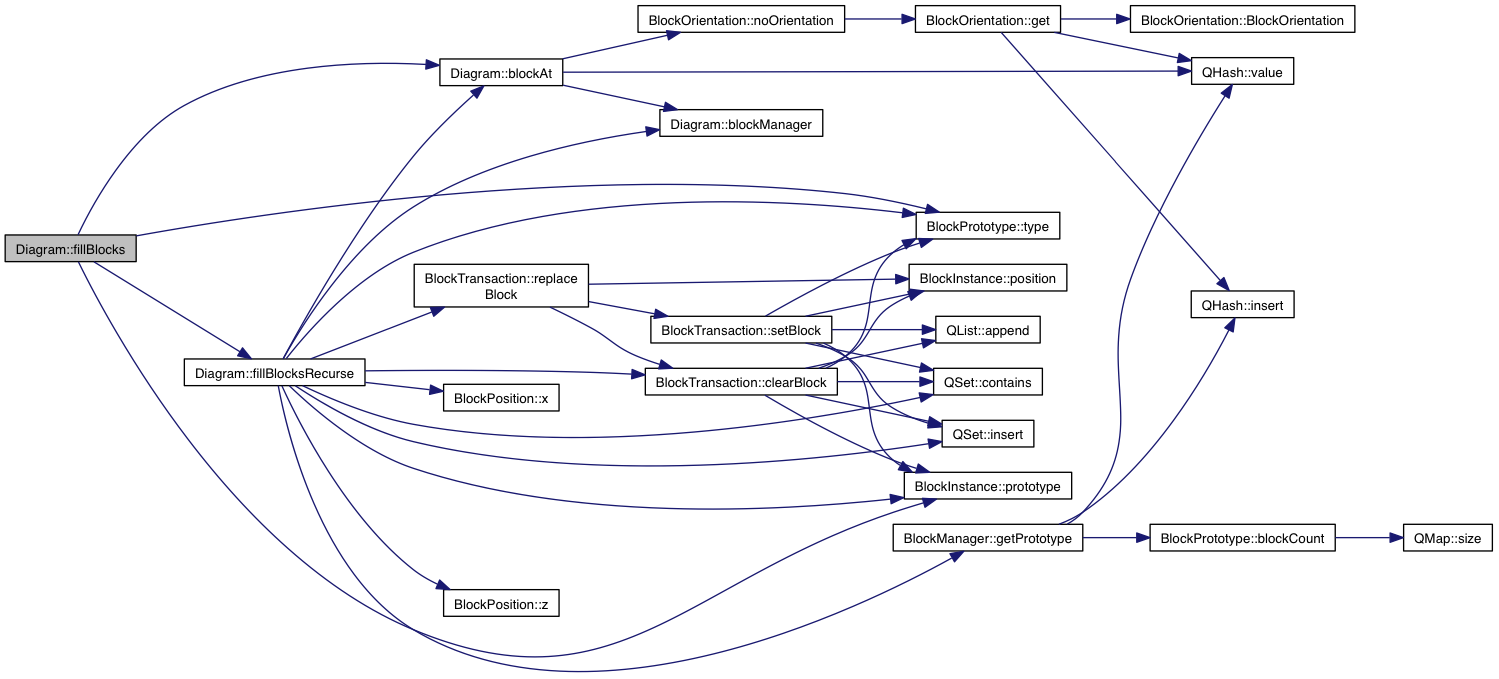 Diagram::fillBlocks
Diagram::fillBlocksRecurse
Diagram::blockAt
BlockTransaction::replace
Block
BlockPosition::x
BlockPosition::z
BlockOrientation::noOrientation
Diagram::blockManager
BlockTransaction::setBlock
BlockTransaction::clearBlock
BlockOrientation::get
BlockPrototype::type
BlockInstance::position
QList::append
QSet::contains
QSet::insert
BlockInstance::prototype
BlockManager::getPrototype
BlockOrientation::BlockOrientation
QHash::value
QHash::insert
BlockPrototype::blockCount
QMap::size